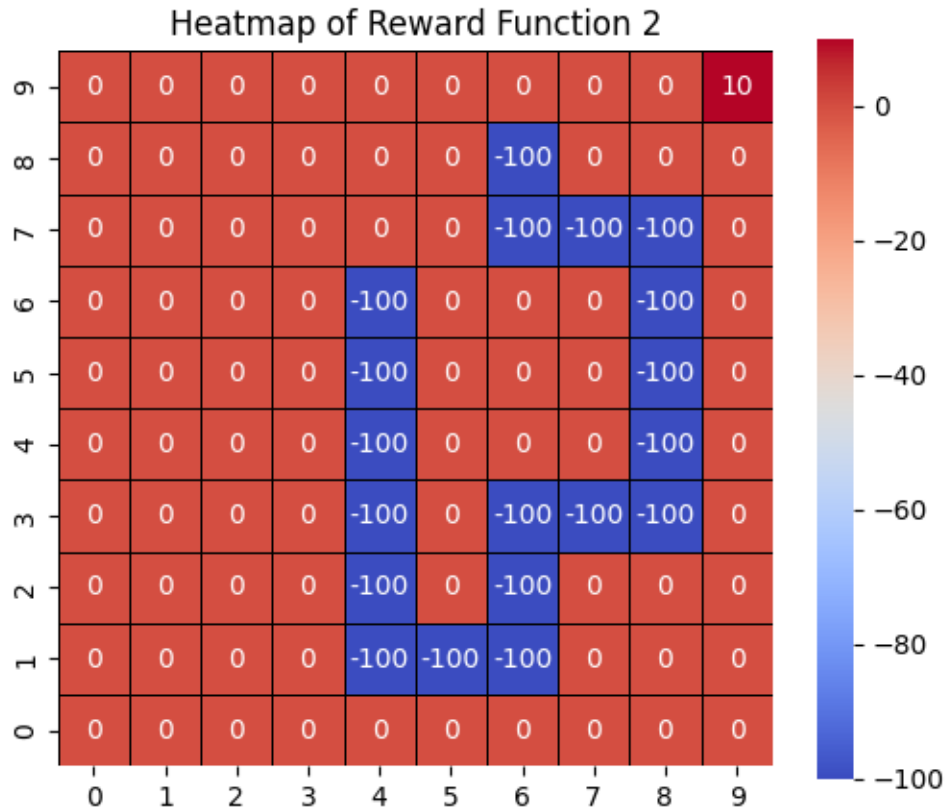 Heatmap of Reward Function 2
9 0 0 0 0 0 0 0 0 0 10
8 0 0 0 0 0 0 -100 0 0 0
7 0 0 0 0 0 0 -100 -100 -100 0
6 0 0 0 0 -100 0 0 0 -100 0
5 0 0 0 0 -100 0 0 0 -100 0
4 0 0 0 0 -100 0 0 0 -100 0
3 0 0 0 0 -100 0 -100 -100 -100 0
2 0 0 0 0 -100 0 -100 0 0 0
1 0 0 0 0 -100 -100 -100 0 0 0
0 0 0 0 0 0 0 0 0 0 0
0 1 2 3 4 5 6 7 8 9
0
−20
−40
−60
−80
−100